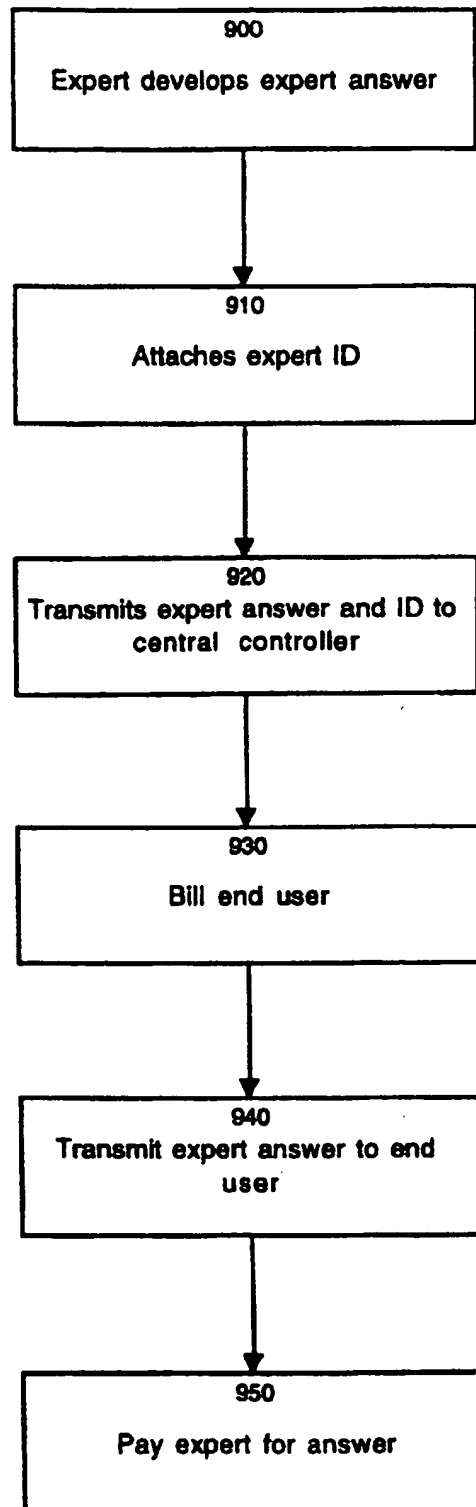 900
Expert develops expert answer
910
Attaches expert ID
920
Transmits expert answer and ID to
central controller
930
Bill end user
940
Transmit expert answer to end
user
950
Pay expert for answer